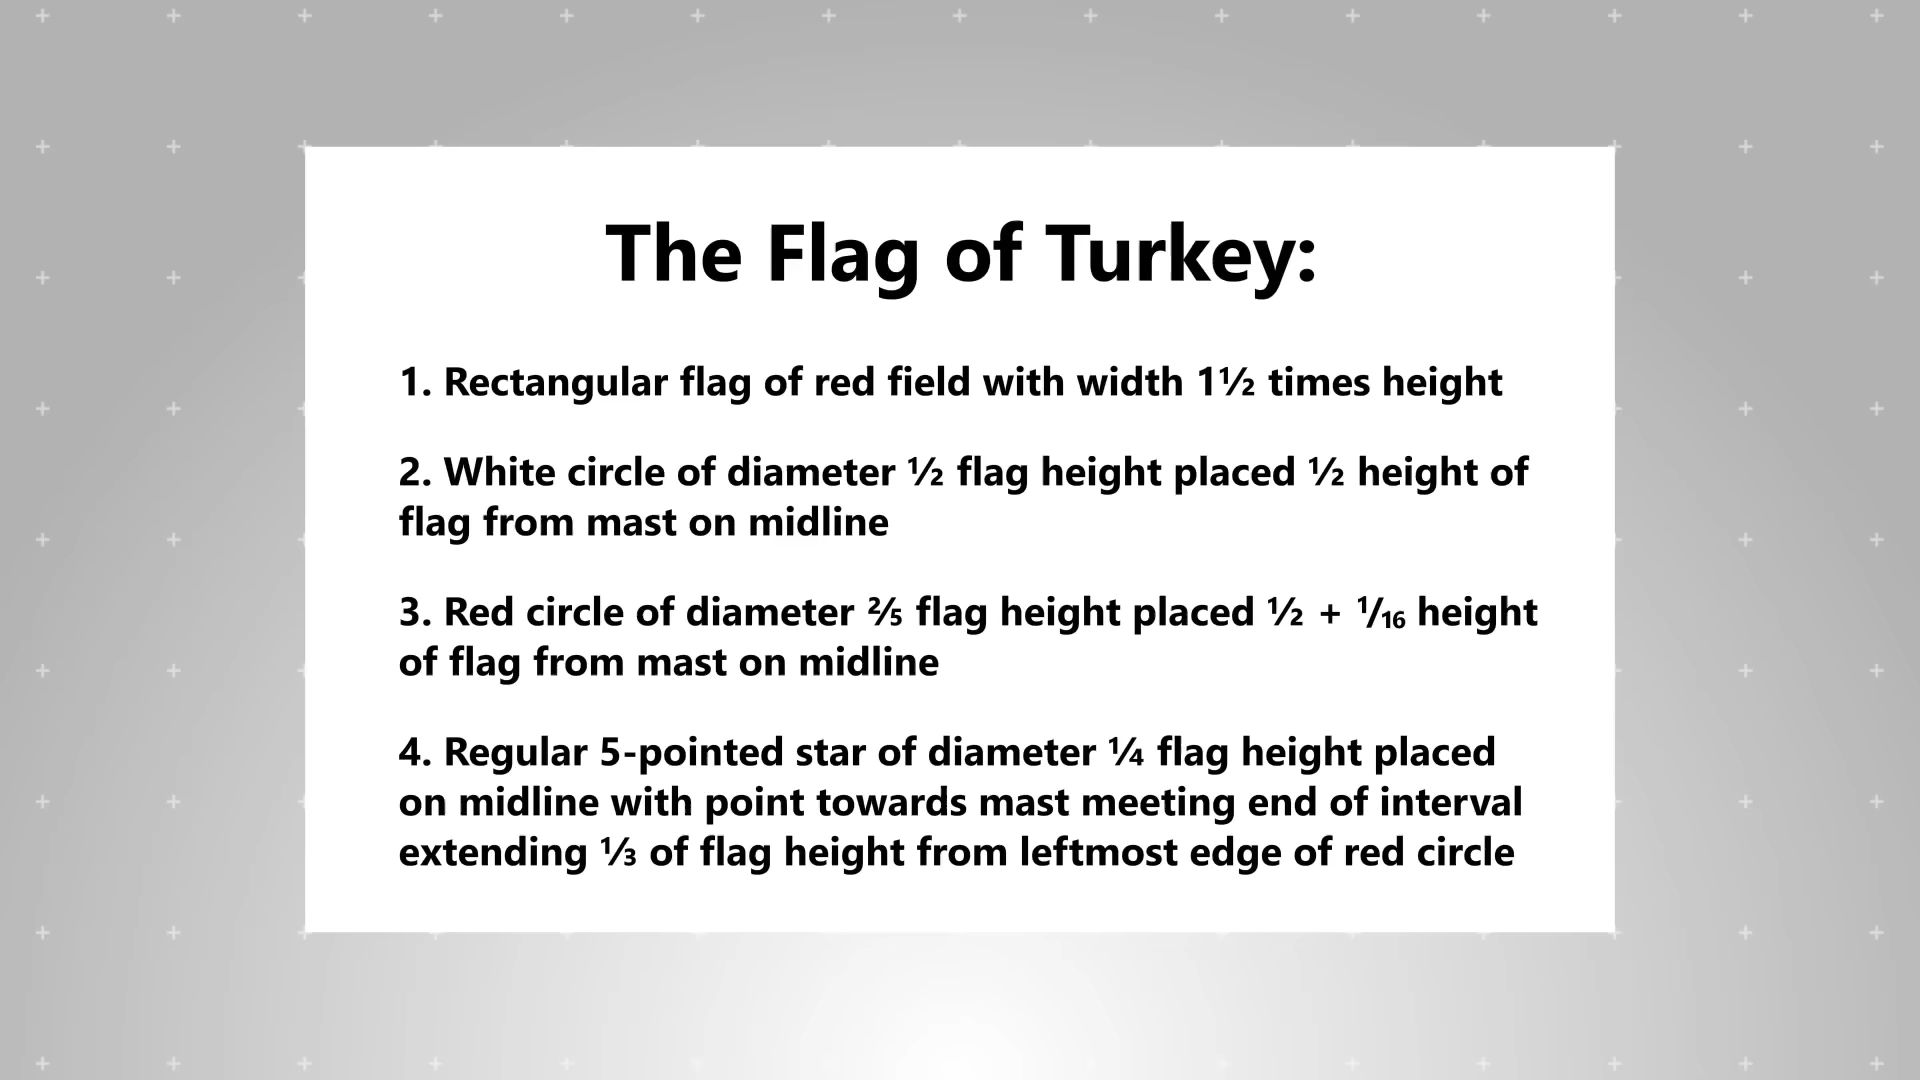 The Flag of Turkey:
1. Rectangular flag of red field with width 1½ times height
2. White circle of diameter ½ flag height placed ½ height of
flag from mast on midline
3. Red circle of diameter ⅖ flag height placed ½ + ¹/₁₆ height
of flag from mast on midline
4. Regular 5-pointed star of diameter ¼ flag height placed
on midline with point towards mast meeting end of interval
extending ⅓ of flag height from leftmost edge of red circle